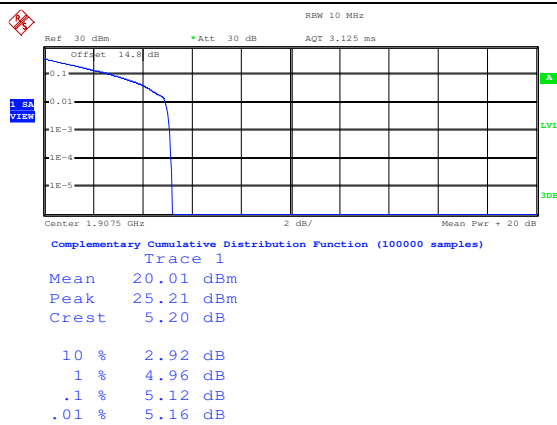 RBW 10 MHz
Ref 30 dBm *Att 30 dB AQT 3.125 ms
Offset 14.8 dB
0.1
A
0.01
1 SA
VIEW
1E-3
LVL
1E-4
1E-5
3DB
Center 1.9075 GHz 2 dB/ Mean Pwr + 20 dB
Complementary Cumulative Distribution Function (100000 samples)
Trace 1
Mean 20.01 dBm
Peak 25.21 dBm
Crest 5.20 dB
10 % 2.92 dB
1 % 4.96 dB
.1 % 5.12 dB
.01 % 5.16 dB